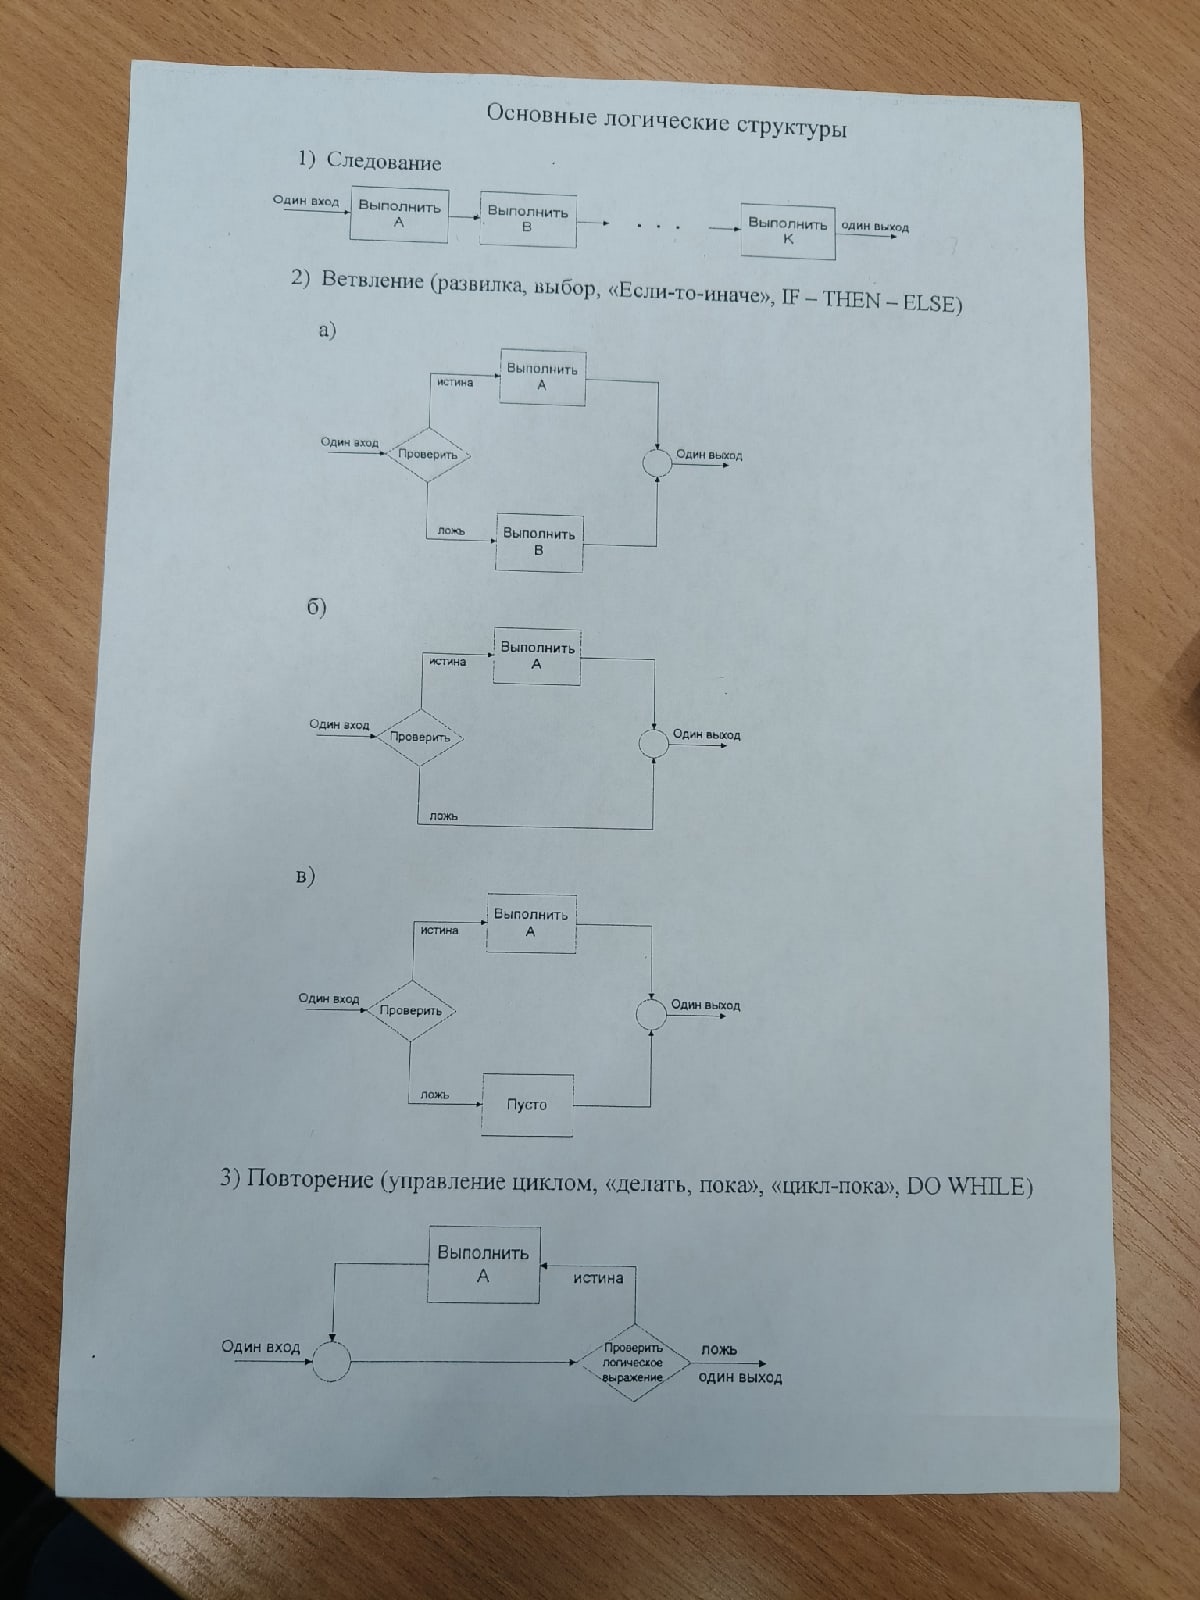 Основные логические структуры
1) Следование
Один вход
Выполнить
А
Выполнить
В
. . .
Выполнить
К
один выход
2) Ветвление (развилка, выбор, «Если-то-иначе», IF – THEN – ELSE)
а)
Выполнить
А
истина
Один вход
Проверить
Один выход
ложь
Выполнить
В
б)
Выполнить
А
истина
Один вход
Проверить
Один выход
ложь
в)
Выполнить
А
истина
Один вход
Проверить
Один выход
ложь
Пусто
3) Повторение (управление циклом, «делать, пока», «цикл-пока», DO WHILE)
Выполнить
А
истина
Один вход
Проверить
логическое
выражение
ложь
один выход